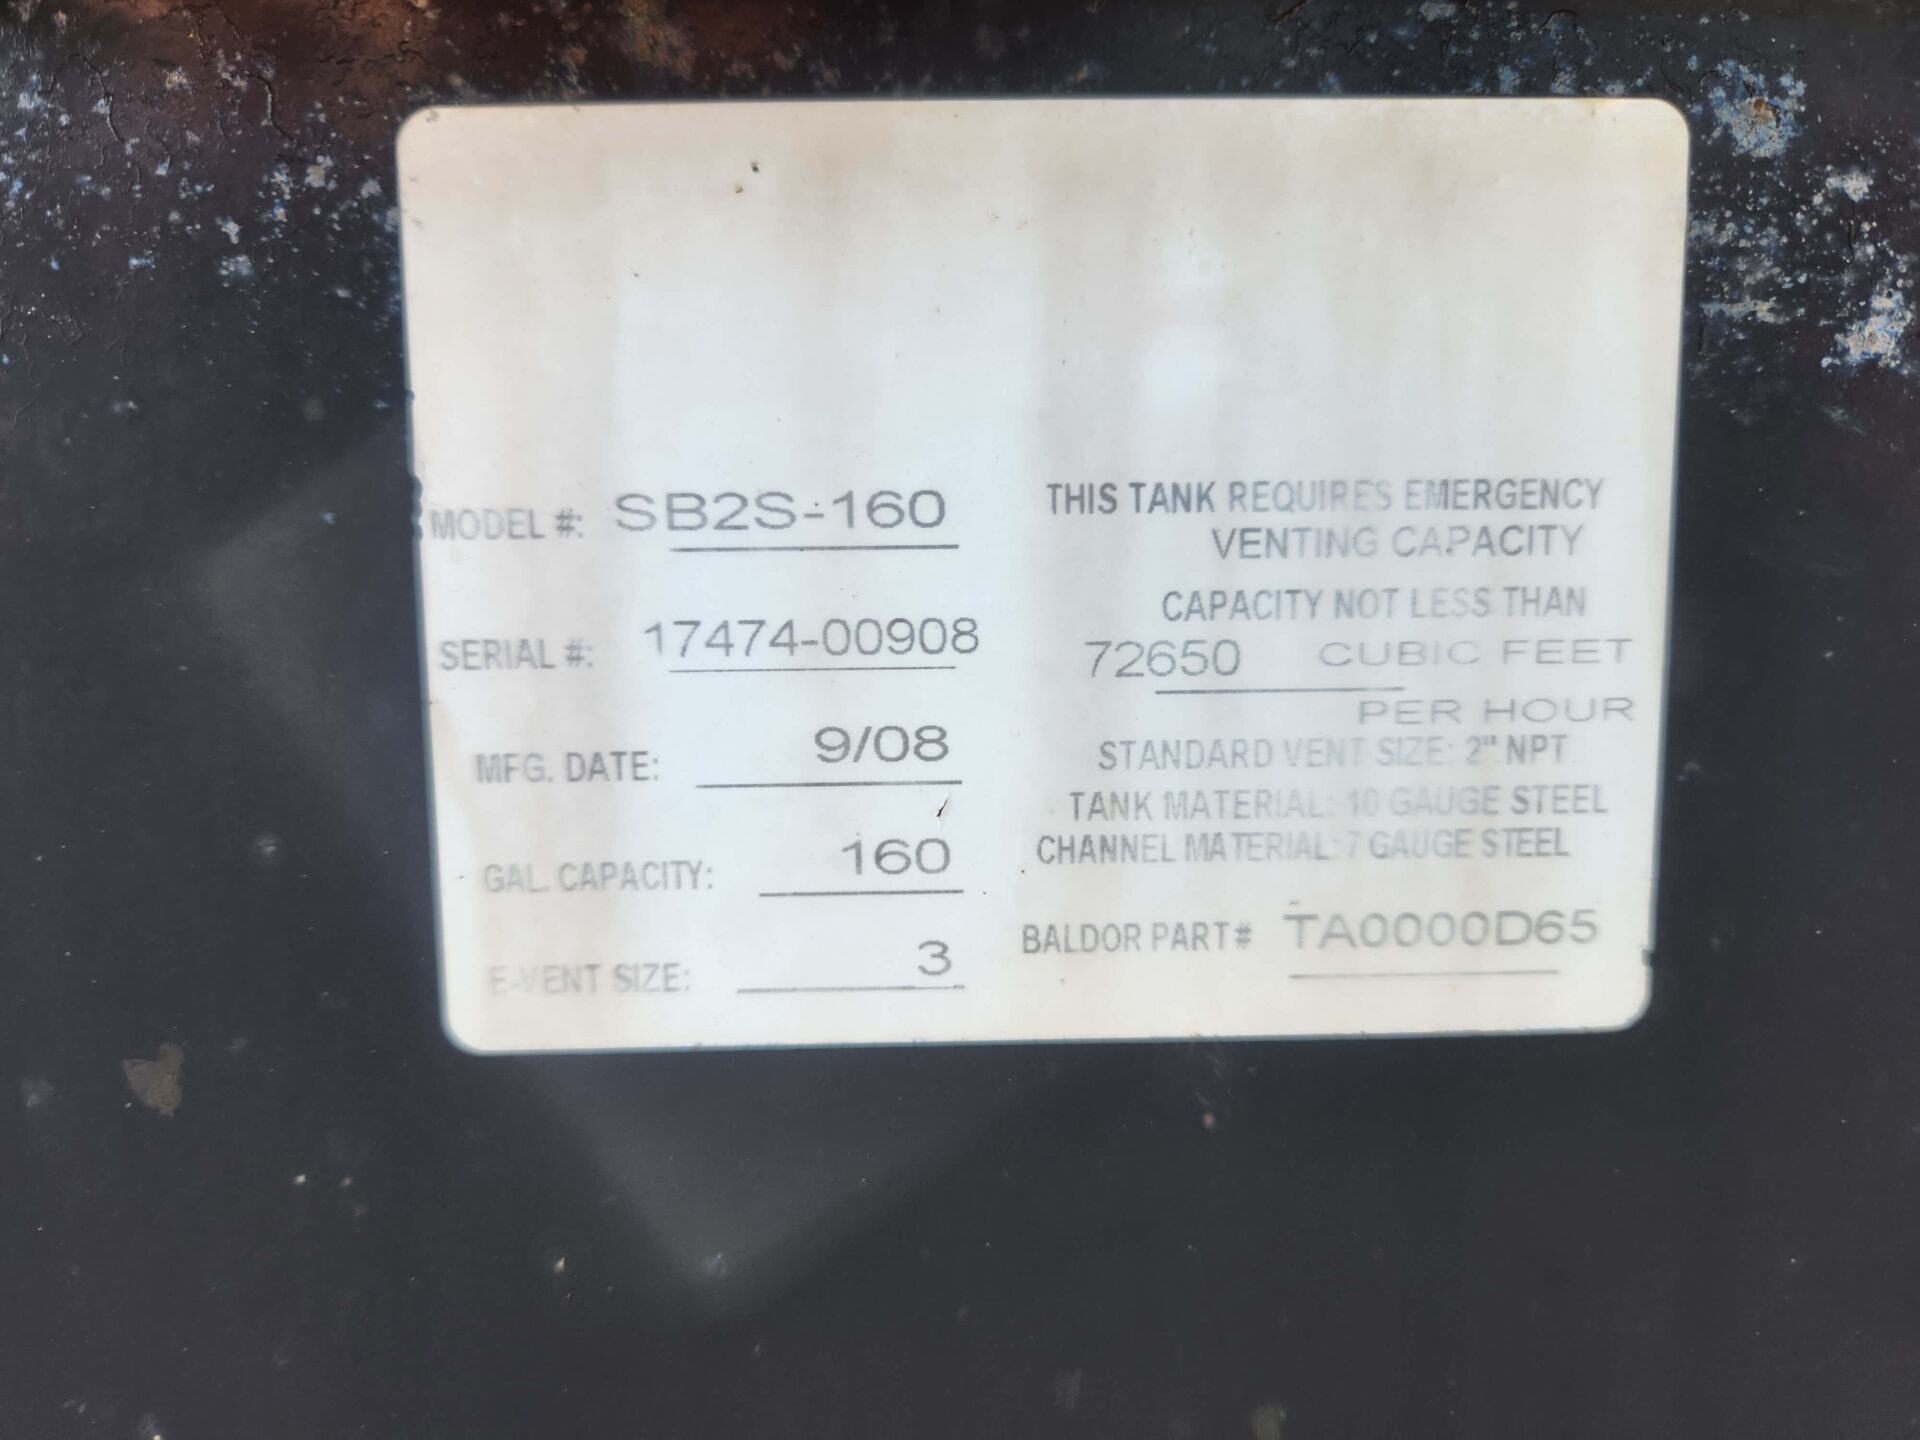 MODEL #: SB2S-160
SERIAL #: 17474-00908
MFG. DATE: 9/08
GAL. CAPACITY: 160
E-VENT SIZE: 3
THIS TANK REQUIRES EMERGENCY
VENTING CAPACITY
CAPACITY NOT LESS THAN
72650 CUBIC FEET
PER HOUR
STANDARD VENT SIZE: 2" NPT
TANK MATERIAL: 10 GAUGE STEEL
CHANNEL MATERIAL: 7 GAUGE STEEL
BALDOR PART# TA0000D65